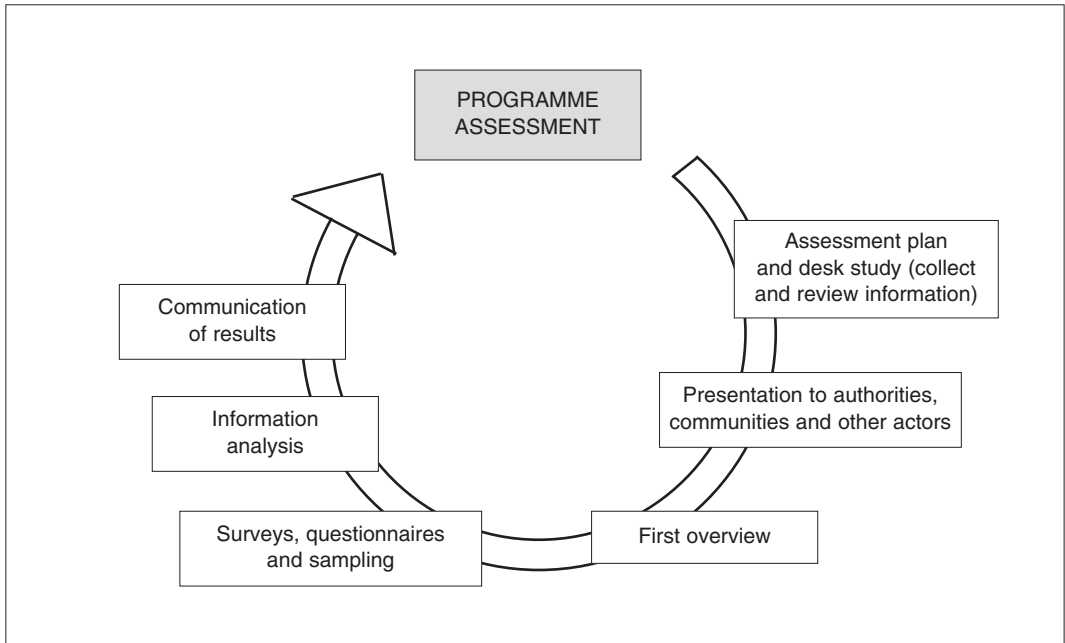 PROGRAMME
ASSESSMENT
Assessment plan
and desk study (collect
and review information)
Presentation to authorities,
communities and other actors
First overview
Surveys, questionnaires
and sampling
Information
analysis
Communication
of results